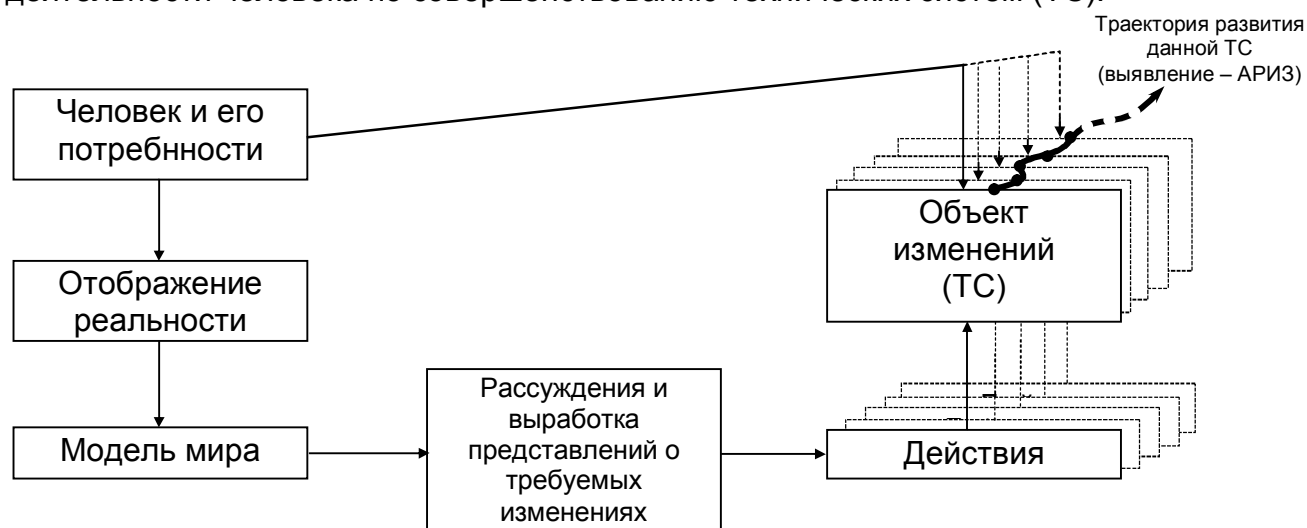 деятельности человека по совершенствованию технических систем (ТС).
Траектория развития
данной ТС
(выявление – АРИЗ)
Человек и его
потребнности
Объект
изменений
(ТС)
Отображение
реальности
Рассуждения и
выработка
представлений о
требуемых
изменениях
Модель мира
Действия